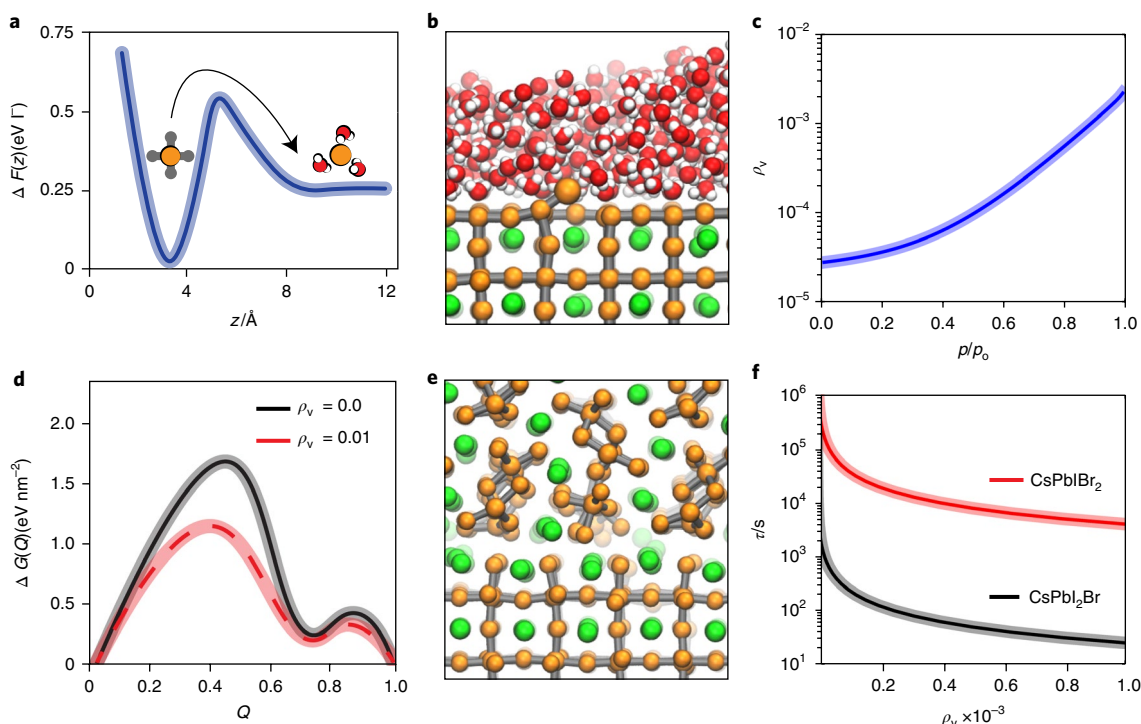 a
0.75
0.50
0.25
0
Δ F(z)(eV I⁻)
0 4 8 12
z/Å
b
c
10⁻²
10⁻³
10⁻⁴
10⁻⁵
ρᵥ
0.0 0.2 0.4 0.6 0.8 1.0
p/pₒ
d
2.0
1.5
1.0
0.5
0
Δ G(Q)(eV nm⁻²)
ρᵥ = 0.0
ρᵥ = 0.01
0 0.2 0.4 0.6 0.8 1.0
Q
e
f
10⁶
10⁵
10⁴
10³
10²
10¹
τ/s
CsPbIBr₂
CsPbI₂Br
0.2 0.4 0.6 0.8 1.0
ρᵥ ×10⁻³